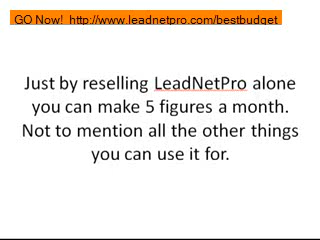 GO Now! http://www.leadnetpro.com/bestbudget
Just by reselling LeadNetPro alone
you can make 5 figures a month.
Not to mention all the other things
you can use it for.